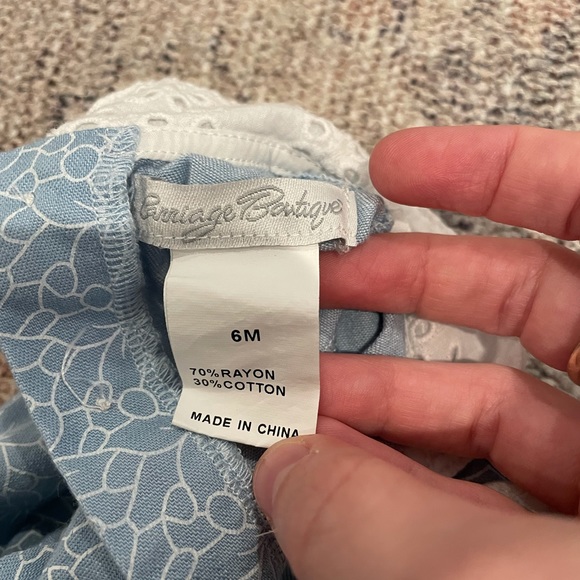 Carriage Boutique
6M
70%RAYON
30%COTTON
MADE IN CHINA